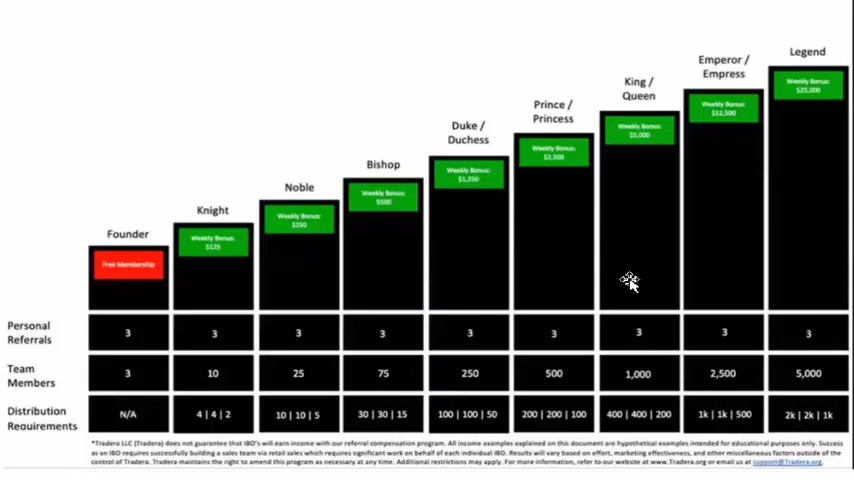 Legend
Weekly Bonus:
$25,000
Emperor /
Empress
Weekly Bonus:
$12,500
King /
Queen
Weekly Bonus:
$5,000
Prince /
Princess
Weekly Bonus:
$2,500
Duke /
Duchess
Weekly Bonus:
$1,250
Bishop
Weekly Bonus:
$500
Noble
Weekly Bonus:
$250
Knight
Weekly Bonus:
$125
Founder
Free Membership
Personal
Referrals
3 3 3 3 3 3 3 3 3
Team
Members
3 10 25 75 250 500 1,000 2,500 5,000
Distribution
Requirements
N/A 4 | 4 | 2 10 | 10 | 5 30 | 30 | 15 100 | 100 | 50 200 | 200 | 100 400 | 400 | 200 1k | 1k | 500 2k | 2k | 1k
*Tradera LLC (Tradera) does not guarantee that IBO's will earn income with our referral compensation program. All income examples explained on this document are hypothetical examples intended for educational purposes only. Success
as an IBO requires successfully building a sales team via retail sales which requires significant work on behalf of each individual IBO. Results will vary based on effort, marketing effectiveness, and other miscellaneous factors outside of the
control of Tradera. Tradera maintains the right to amend this program as necessary at any time. Additional restrictions may apply. For more information, refer to our website at www.Tradera.org or email us at support@Tradera.org.